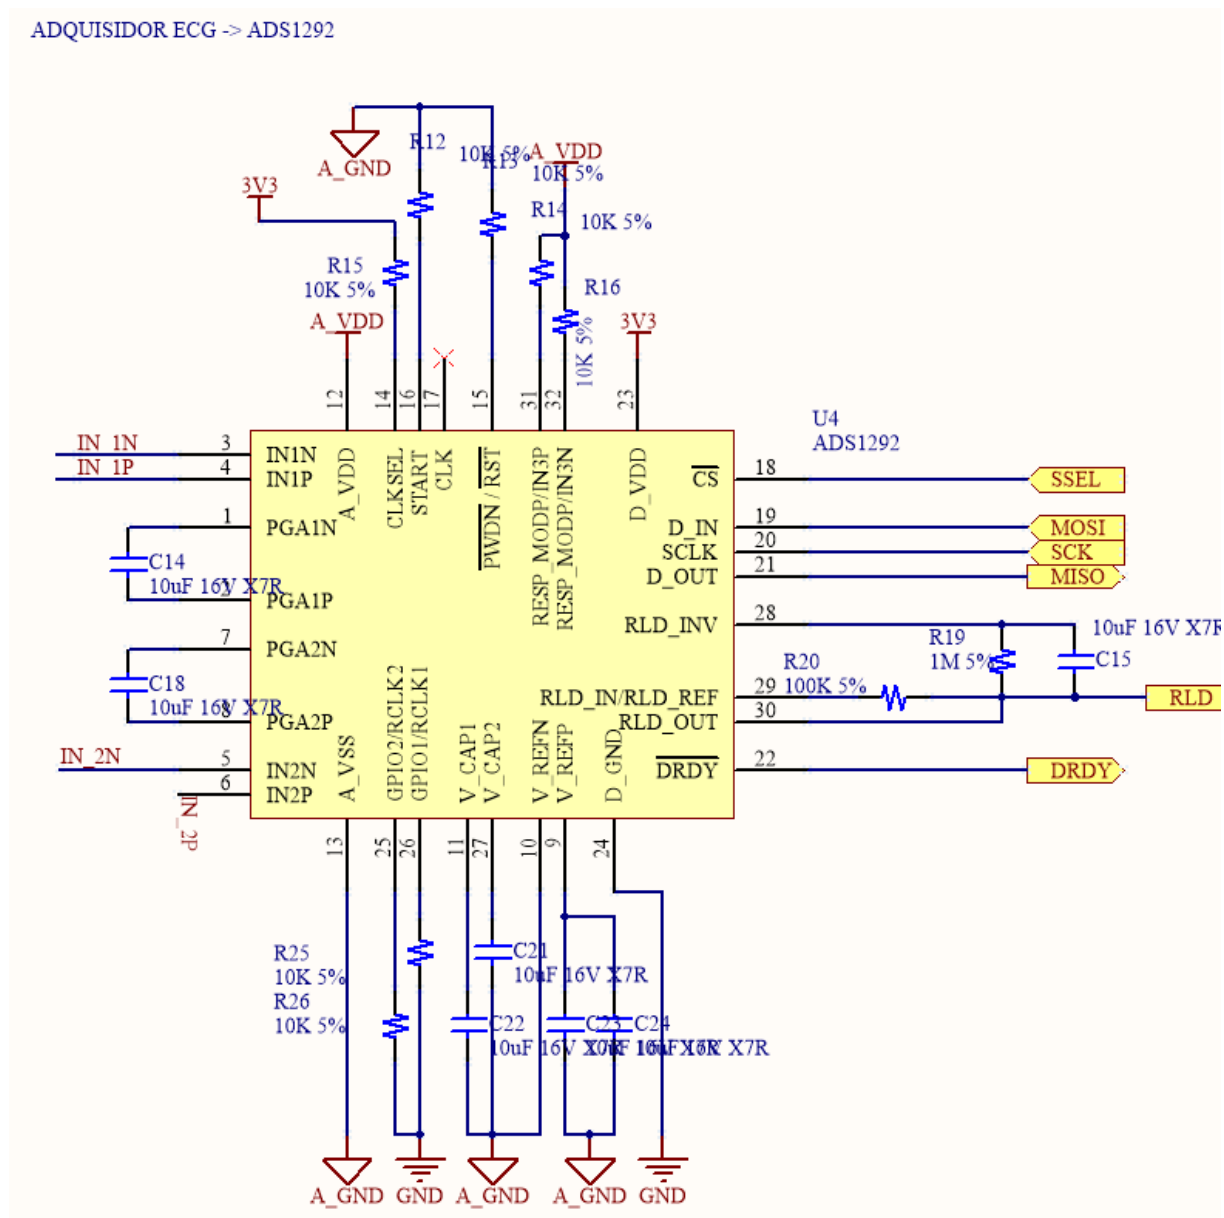 ADQUISIDOR ECG -> ADS1292
R12
10K 5%
R13
A_VDD
10K 5%
A_GND
3V3
R14
10K 5%
R15
10K 5%
R16
10K 5%
A_VDD
3V3
12
14
16
17
15
31
32
23
U4
ADS1292
IN_1N
3
IN1N
IN_1P
4
IN1P
A_VDD
CLKSEL
START
CLK
PWDN / RST
RESP_MODP/IN3P
RESP_MODP/IN3N
D_VDD
CS
18
SSEL
1
PGA1N
D_IN
19
MOSI
SCLK
20
SCK
D_OUT
21
MISO
C14
10uF 16V X7R
2
PGA1P
RLD_INV
28
10uF 16V X7R
7
PGA2N
R19
1M 5%
C15
C18
10uF 16V X7R
R20
100K 5%
RLD_IN/RLD_REF
29
RLD
8
PGA2P
RLD_OUT
30
IN_2N
5
IN2N
DRDY
22
DRDY
6
IN2P
IN_2P
A_VSS
GPIO2/RCLK2
GPIO1/RCLK1
V_CAP1
V_CAP2
V_REFN
V_REFP
D_GND
13
25
26
11
27
10
9
24
R25
10K 5%
C21
10uF 16V X7R
R26
10K 5%
C22
10uF 16V X7R
C23
10uF 16V X7R
C24
10uF 16V X7R
A_GND
GND
A_GND
A_GND
GND